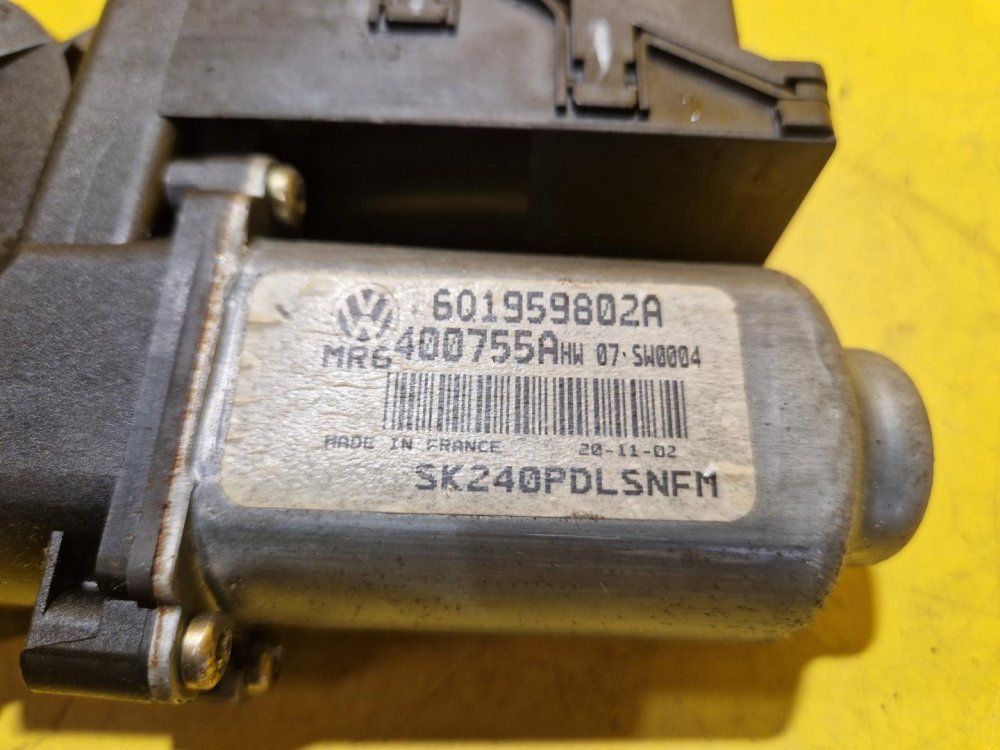 6Q1959802A
MR6 400755A HW 07· SW0004
MADE IN FRANCE 20-11-02
SK240PDLSNFM